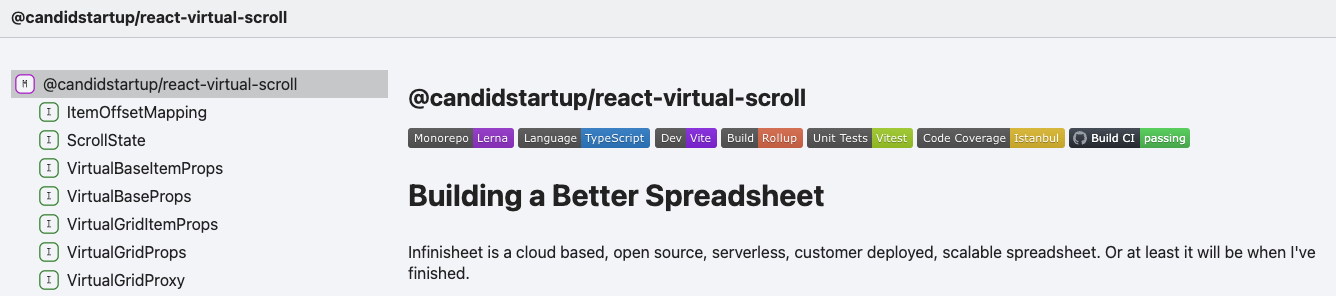 @candidstartup/react-virtual-scroll
M @candidstartup/react-virtual-scroll
I ItemOffsetMapping
I ScrollState
I VirtualBaseItemProps
I VirtualBaseProps
I VirtualGridItemProps
I VirtualGridProps
I VirtualGridProxy
@candidstartup/react-virtual-scroll
Monorepo Lerna Language TypeScript Dev Vite Build Rollup Unit Tests Vitest Code Coverage Istanbul Build CI passing
Building a Better Spreadsheet
Infinisheet is a cloud based, open source, serverless, customer deployed, scalable spreadsheet. Or at least it will be when I've
finished.